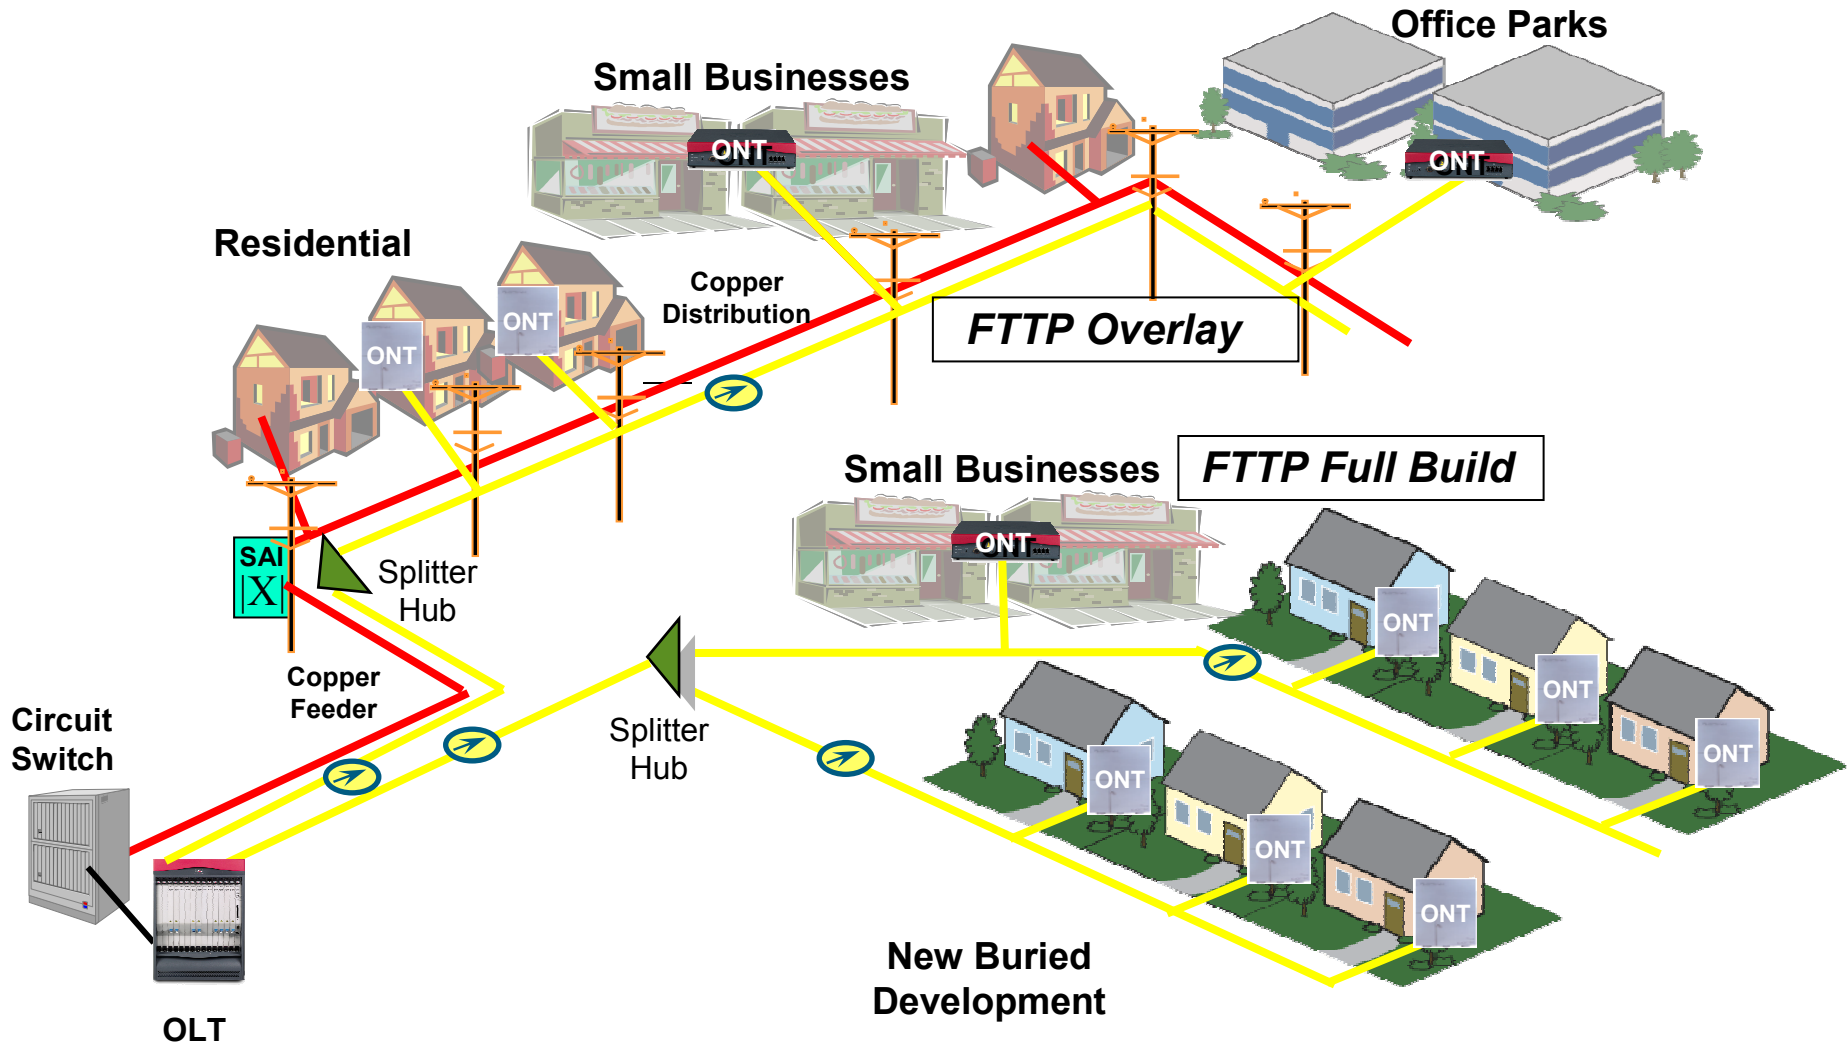 Office Parks
Small Businesses
ONT
ONT
Residential
Copper
Distribution
ONT
ONT
FTTP Overlay
Small Businesses
FTTP Full Build
ONT
SAI
|X|
Splitter
Hub
ONT
ONT
ONT
Copper
Feeder
Splitter
Hub
Circuit
Switch
ONT
ONT
ONT
New Buried
Development
OLT